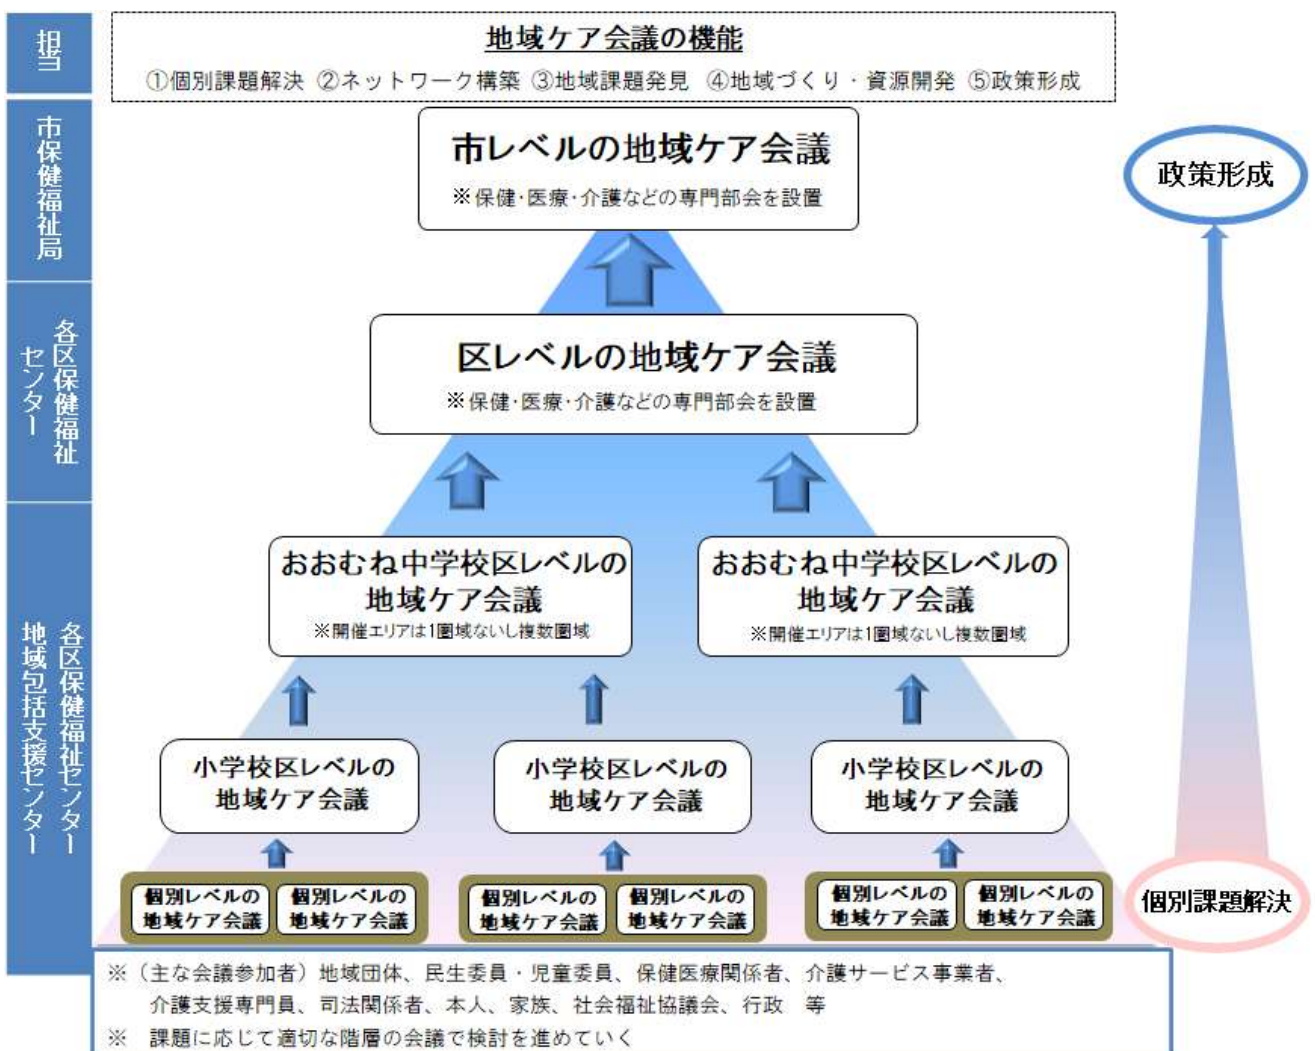 担当
地域ケア会議の機能
①個別課題解決 ②ネットワーク構築 ③地域課題発見 ④地域づくり・資源開発 ⑤政策形成
市保健福祉局
市レベルの地域ケア会議
※保健・医療・介護などの専門部会を設置
政策形成
各区保健福祉
センター
区レベルの地域ケア会議
※保健・医療・介護などの専門部会を設置
各区保健福祉センター
地域包括支援センター
おおむね中学校区レベルの
地域ケア会議
※開催エリアは1圏域ないし複数圏域
おおむね中学校区レベルの
地域ケア会議
※開催エリアは1圏域ないし複数圏域
小学校区レベルの
地域ケア会議
小学校区レベルの
地域ケア会議
小学校区レベルの
地域ケア会議
個別レベルの
地域ケア会議
個別レベルの
地域ケア会議
個別レベルの
地域ケア会議
個別レベルの
地域ケア会議
個別レベルの
地域ケア会議
個別レベルの
地域ケア会議
個別課題解決
※（主な会議参加者）地域団体、民生委員・児童委員、保健医療関係者、介護サービス事業者、
介護支援専門員、司法関係者、本人、家族、社会福祉協議会、行政 等
※ 課題に応じて適切な階層の会議で検討を進めていく